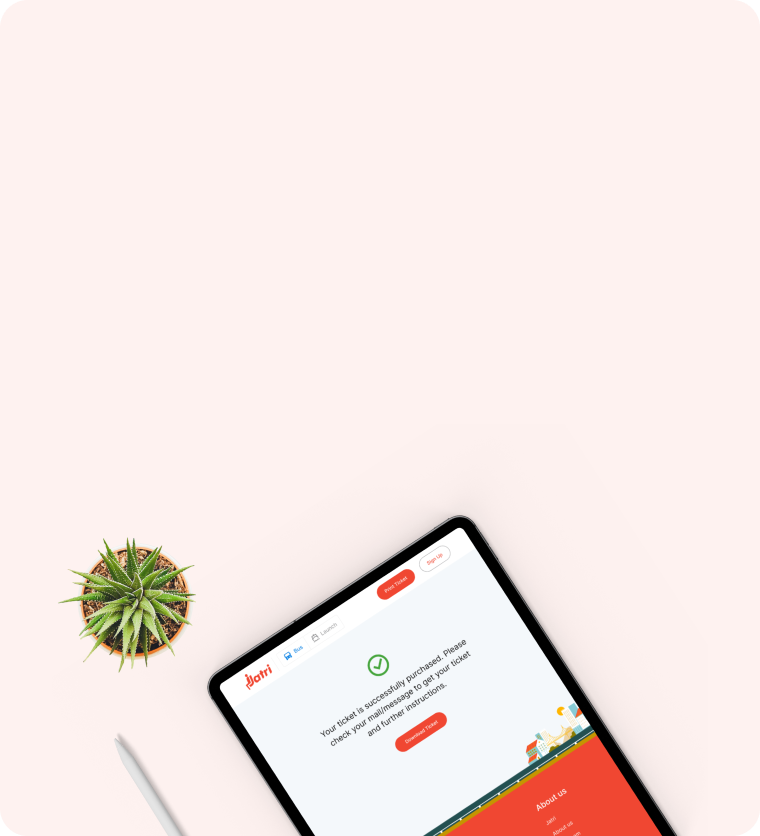 Jatri
Bus
Launch
Print Ticket
Sign Up
Your ticket is successfully purchased. Please
check your mail/message to get your ticket
and further instructions.
Download Ticket
About us
Jatri
About us